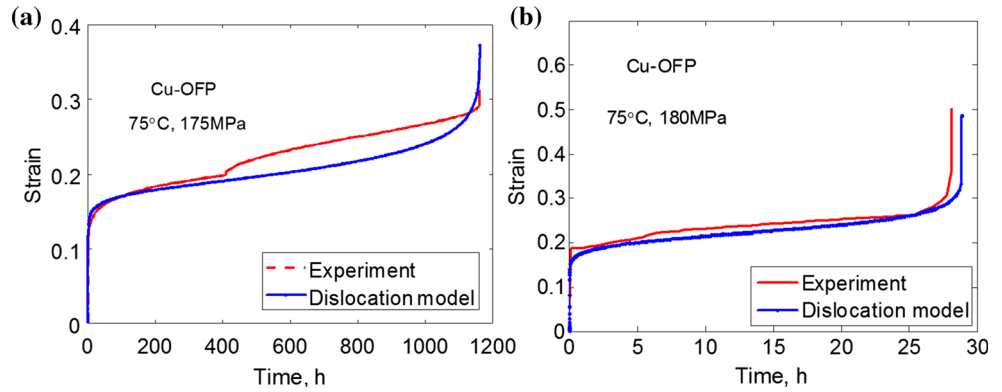 (a)
0.4
0.3
0.2
0.1
0
Strain
Cu-OFP
75°C, 175MPa
Experiment
Dislocation model
0 200 400 600 800 1000 1200
Time, h
(b)
0.6
0.5
0.4
0.3
0.2
0.1
0
Strain
Cu-OFP
75°C, 180MPa
Experiment
Dislocation model
0 5 10 15 20 25 30
Time, h